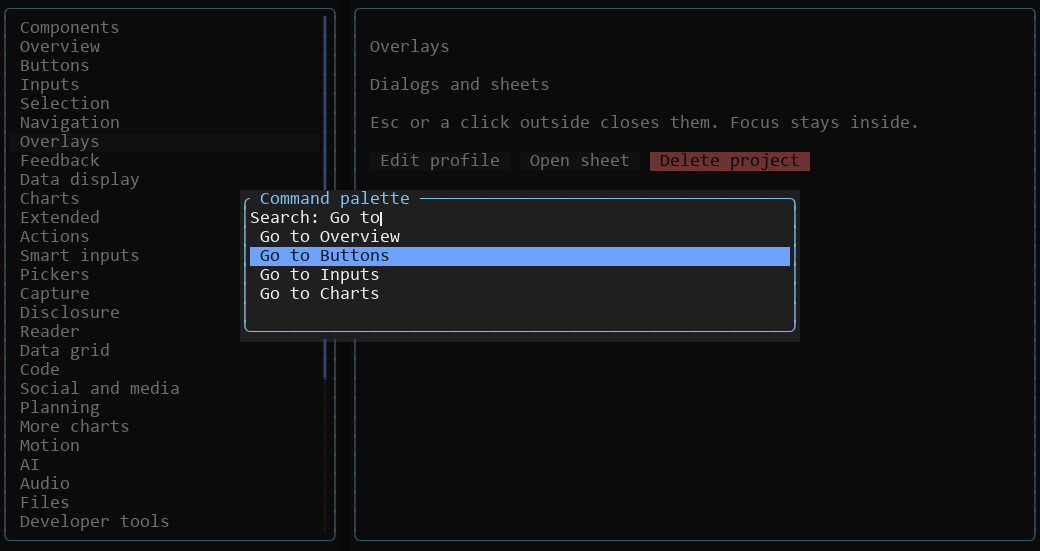 Components
Overview
Buttons
Inputs
Selection
Navigation
Overlays
Feedback
Data display
Charts
Extended
Actions
Smart inputs
Pickers
Capture
Disclosure
Reader
Data grid
Code
Social and media
Planning
More charts
Motion
AI
Audio
Files
Developer tools
Overlays
Dialogs and sheets
Esc or a click outside closes them. Focus stays inside.
Edit profile Open sheet Delete project
Command palette
Search: Go to
Go to Overview
Go to Buttons
Go to Inputs
Go to Charts